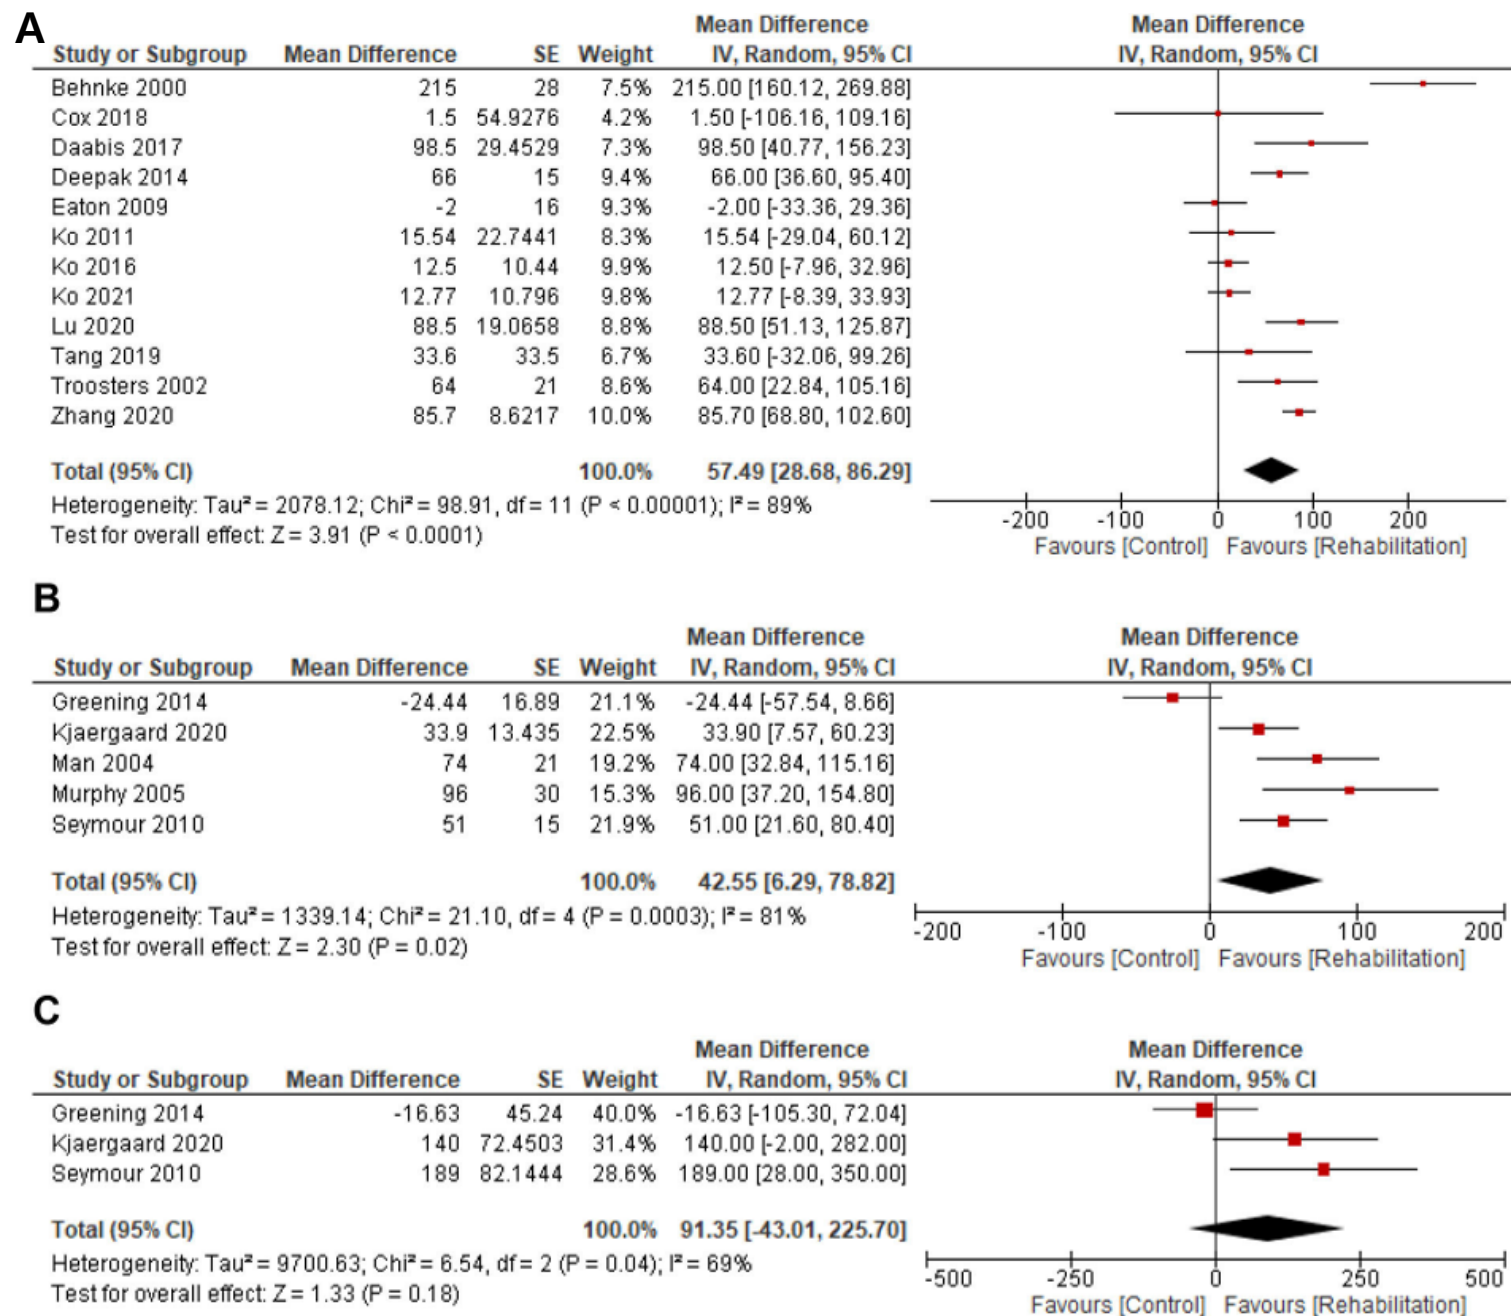 A
Mean Difference Mean Difference
Study or Subgroup Mean Difference SE Weight IV, Random, 95% CI IV, Random, 95% CI
Behnke 2000 215 28 7.5% 215.00 [160.12, 269.88]
Cox 2018 1.5 54.9276 4.2% 1.50 [-106.16, 109.16]
Daabis 2017 98.5 29.4529 7.3% 98.50 [40.77, 156.23]
Deepak 2014 66 15 9.4% 66.00 [36.60, 95.40]
Eaton 2009 -2 16 9.3% -2.00 [-33.36, 29.36]
Ko 2011 15.54 22.7441 8.3% 15.54 [-29.04, 60.12]
Ko 2016 12.5 10.44 9.9% 12.50 [-7.96, 32.96]
Ko 2021 12.77 10.796 9.8% 12.77 [-8.39, 33.93]
Lu 2020 88.5 19.0658 8.8% 88.50 [51.13, 125.87]
Tang 2019 33.6 33.5 6.7% 33.60 [-32.06, 99.26]
Troosters 2002 64 21 8.6% 64.00 [22.84, 105.16]
Zhang 2020 85.7 8.6217 10.0% 85.70 [68.80, 102.60]
Total (95% CI) 100.0% 57.49 [28.68, 86.29]
Heterogeneity: Tau² = 2078.12; Chi² = 98.91, df = 11 (P < 0.00001); I² = 89%
Test for overall effect: Z = 3.91 (P < 0.0001)
-200 -100 0 100 200
Favours [Control] Favours [Rehabilitation]
B
Mean Difference Mean Difference
Study or Subgroup Mean Difference SE Weight IV, Random, 95% CI IV, Random, 95% CI
Greening 2014 -24.44 16.89 21.1% -24.44 [-57.54, 8.66]
Kjaergaard 2020 33.9 13.435 22.5% 33.90 [7.57, 60.23]
Man 2004 74 21 19.2% 74.00 [32.84, 115.16]
Murphy 2005 96 30 15.3% 96.00 [37.20, 154.80]
Seymour 2010 51 15 21.9% 51.00 [21.60, 80.40]
Total (95% CI) 100.0% 42.55 [6.29, 78.82]
Heterogeneity: Tau² = 1339.14; Chi² = 21.10, df = 4 (P = 0.0003); I² = 81%
Test for overall effect: Z = 2.30 (P = 0.02)
-200 -100 0 100 200
Favours [Control] Favours [Rehabilitation]
C
Mean Difference Mean Difference
Study or Subgroup Mean Difference SE Weight IV, Random, 95% CI IV, Random, 95% CI
Greening 2014 -16.63 45.24 40.0% -16.63 [-105.30, 72.04]
Kjaergaard 2020 140 72.4503 31.4% 140.00 [-2.00, 282.00]
Seymour 2010 189 82.1444 28.6% 189.00 [28.00, 350.00]
Total (95% CI) 100.0% 91.35 [-43.01, 225.70]
Heterogeneity: Tau² = 9700.63; Chi² = 6.54, df = 2 (P = 0.04); I² = 69%
Test for overall effect: Z = 1.33 (P = 0.18)
-500 -250 0 250 500
Favours [Control] Favours [Rehabilitation]